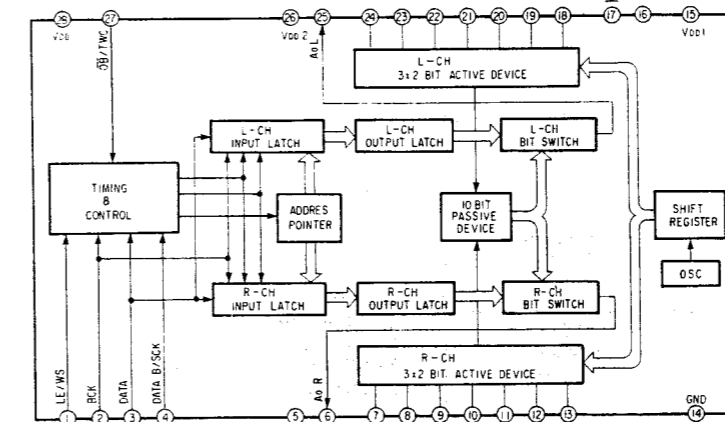 28 27 26 25 24 23 22 21 20 19 18 17 16 15
VDD2 VDD1
OB/TWC
AOL
L-CH
3x2 BIT ACTIVE DEVICE
L-CH
INPUT LATCH
L-CH
OUTPUT LATCH
L-CH
BIT SWITCH
TIMING
&
CONTROL
ADDRES
POINTER
10 BIT
PASSIVE
DEVICE
SHIFT
REGISTER
OSC
R-CH
INPUT LATCH
R-CH
OUTPUT LATCH
R-CH
BIT SWITCH
R-CH
3x2 BIT ACTIVE DEVICE
LE/WS
BCK
DATA
DATA B/SCK
AOR
GND
1 2 3 4 5 6 7 8 9 10 11 12 13 14